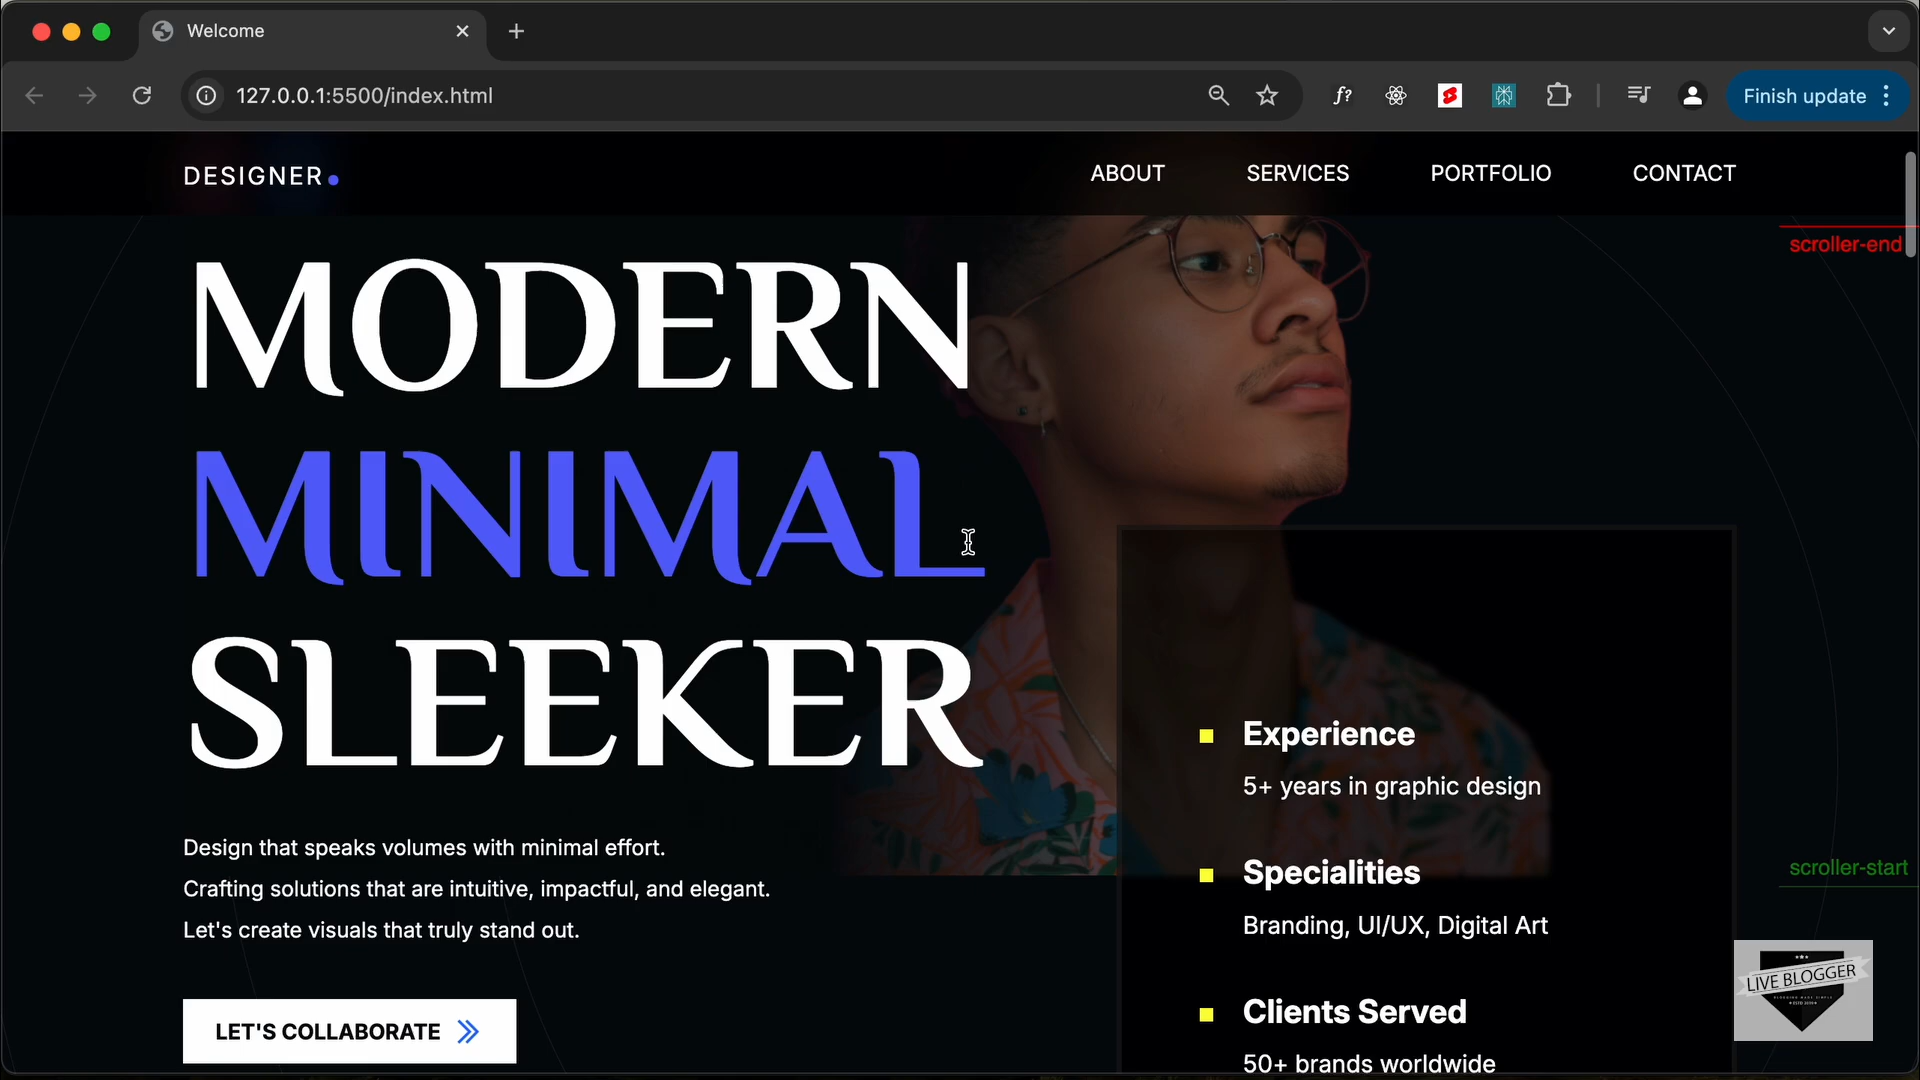 Welcome
127.0.0.1:5500/index.html
f?
Finish update
DESIGNER
ABOUT
SERVICES
PORTFOLIO
CONTACT
scroller-end
MODERN
MINIMAL
SLEEKER
Experience
5+ years in graphic design
Design that speaks volumes with minimal effort.
Crafting solutions that are intuitive, impactful, and elegant.
Let's create visuals that truly stand out.
scroller-start
Specialities
Branding, UI/UX, Digital Art
LET'S COLLABORATE
Clients Served
50+ brands worldwide
LIVE BLOGGER